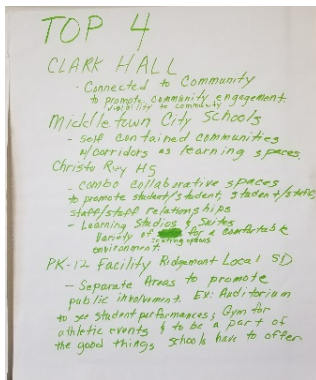 TOP 4
CLARK HALL
· Connected to Community
to promote community engagement.
visibility to community
Middletown City Schools
- self contained communities
w/corridors as learning spaces.
Christo Rey HS
- combo collaborative spaces
to promote student/student, student/staff,
staff/staff relationships
- Learning Studios & Suites
Variety of for a comfortable
seating options
environment.
PK-12 Facility Ridgemont Local SD
- Separate Areas to promote
public involvement. Ex: Auditorium
to see student performances; Gym for
athletic events & to be a part of
the good things schools have to offer